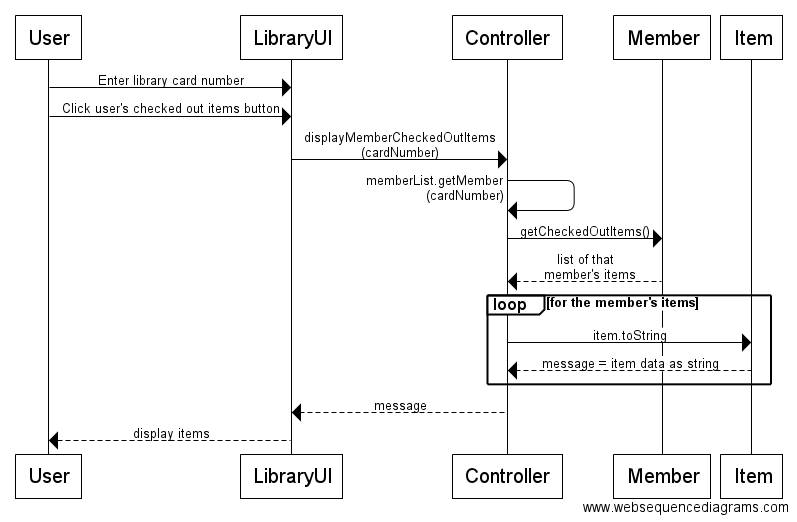 User
LibraryUI
Controller
Member
Item
Enter library card number
Click user's checked out items button
displayMemberCheckedOutItems
(cardNumber)
memberList.getMember
(cardNumber)
getCheckedOutItems()
list of that
member's items
loop
[for the member's items]
item.toString
message = item data as string
message
display items
User
LibraryUI
Controller
Member
Item
www.websequencediagrams.com